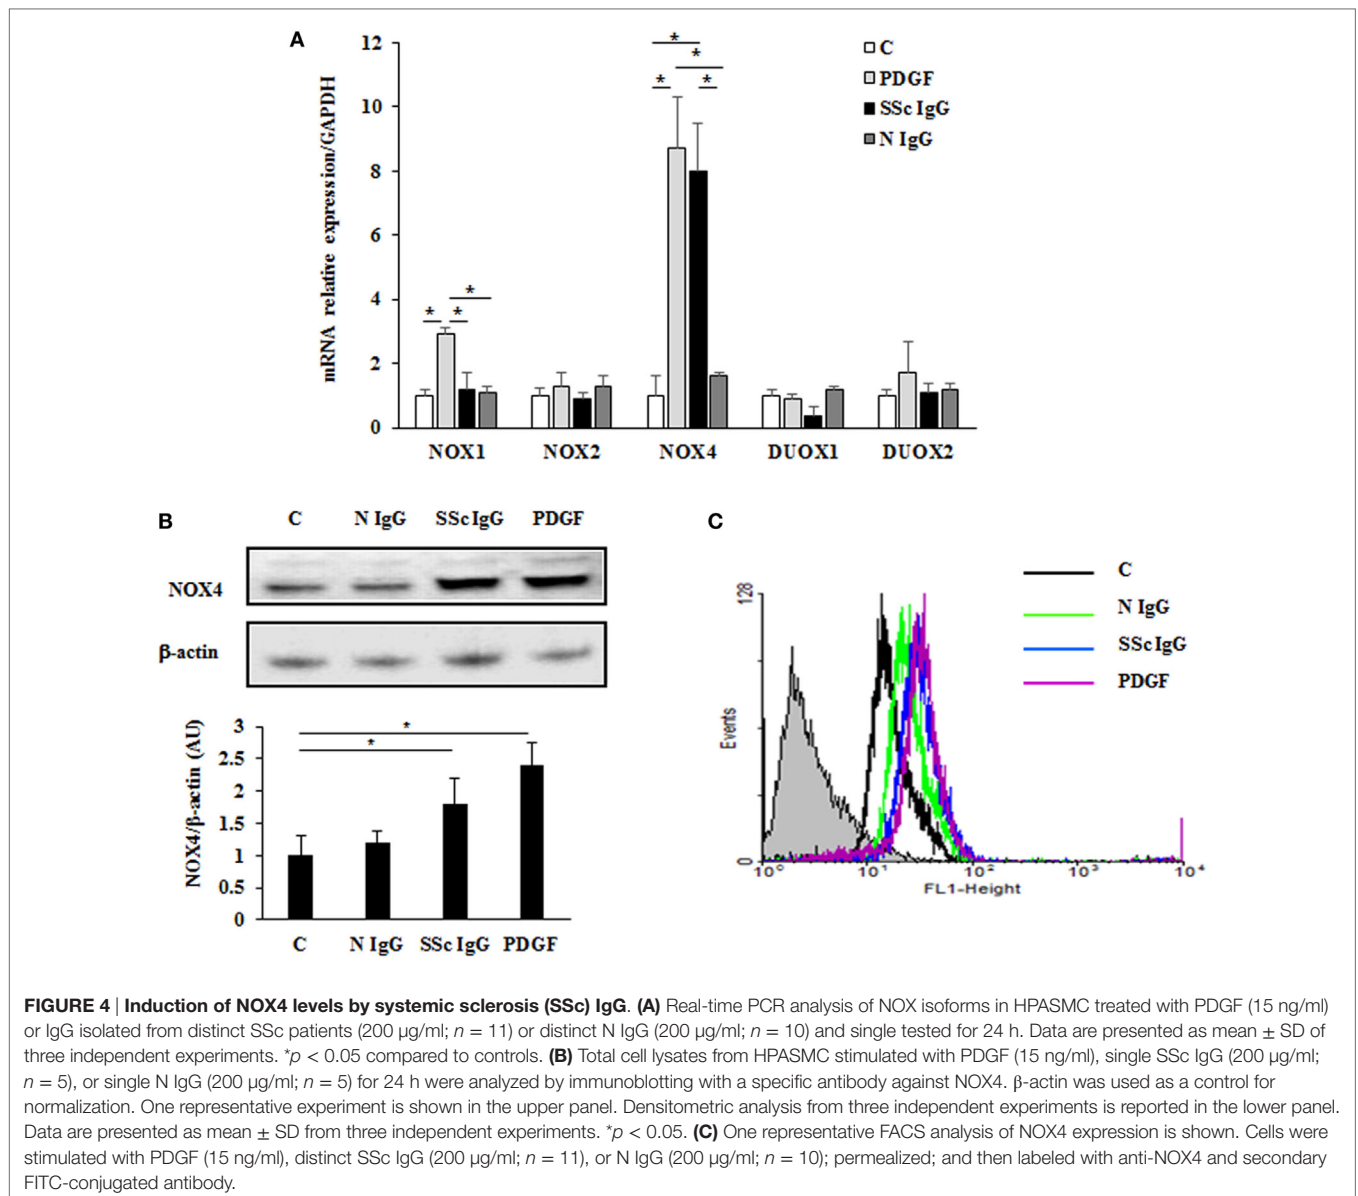 A
12
10
8
6
4
2
0
mRNA relative expression/GAPDH
* * *
* * * *
C
PDGF
SSc IgG
N IgG
NOX1 NOX2 NOX4 DUOX1 DUOX2
B
C N IgG SSc IgG PDGF
NOX4
β-actin
NOX4/β-actin (AU)
3
2.5
2
1.5
1
0.5
0
*
*
C N IgG SSc IgG PDGF
C
128
Events
0
10⁰ 10¹ 10² 10³ 10⁴
FL1-Height
C
N IgG
SSc IgG
PDGF
FIGURE 4 | Induction of NOX4 levels by systemic sclerosis (SSc) IgG. (A) Real-time PCR analysis of NOX isoforms in HPASMC treated with PDGF (15 ng/ml)
or IgG isolated from distinct SSc patients (200 μg/ml; n = 11) or distinct N IgG (200 μg/ml; n = 10) and single tested for 24 h. Data are presented as mean ± SD of
three independent experiments. *p < 0.05 compared to controls. (B) Total cell lysates from HPASMC stimulated with PDGF (15 ng/ml), single SSc IgG (200 μg/ml;
n = 5), or single N IgG (200 μg/ml; n = 5) for 24 h were analyzed by immunoblotting with a specific antibody against NOX4. β-actin was used as a control for
normalization. One representative experiment is shown in the upper panel. Densitometric analysis from three independent experiments is reported in the lower panel.
Data are presented as mean ± SD from three independent experiments. *p < 0.05. (C) One representative FACS analysis of NOX4 expression is shown. Cells were
stimulated with PDGF (15 ng/ml), distinct SSc IgG (200 μg/ml; n = 11), or N IgG (200 μg/ml; n = 10); permealized; and then labeled with anti-NOX4 and secondary
FITC-conjugated antibody.